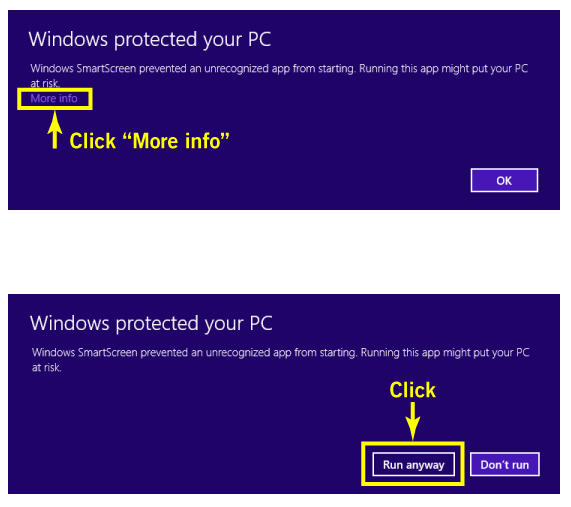 Windows protected your PC
Windows SmartScreen prevented an unrecognized app from starting. Running this app might put your PC
at risk.
More info
Click “More info”
OK
Windows protected your PC
Windows SmartScreen prevented an unrecognized app from starting. Running this app might put your PC
at risk.
Click
Run anyway Don't run